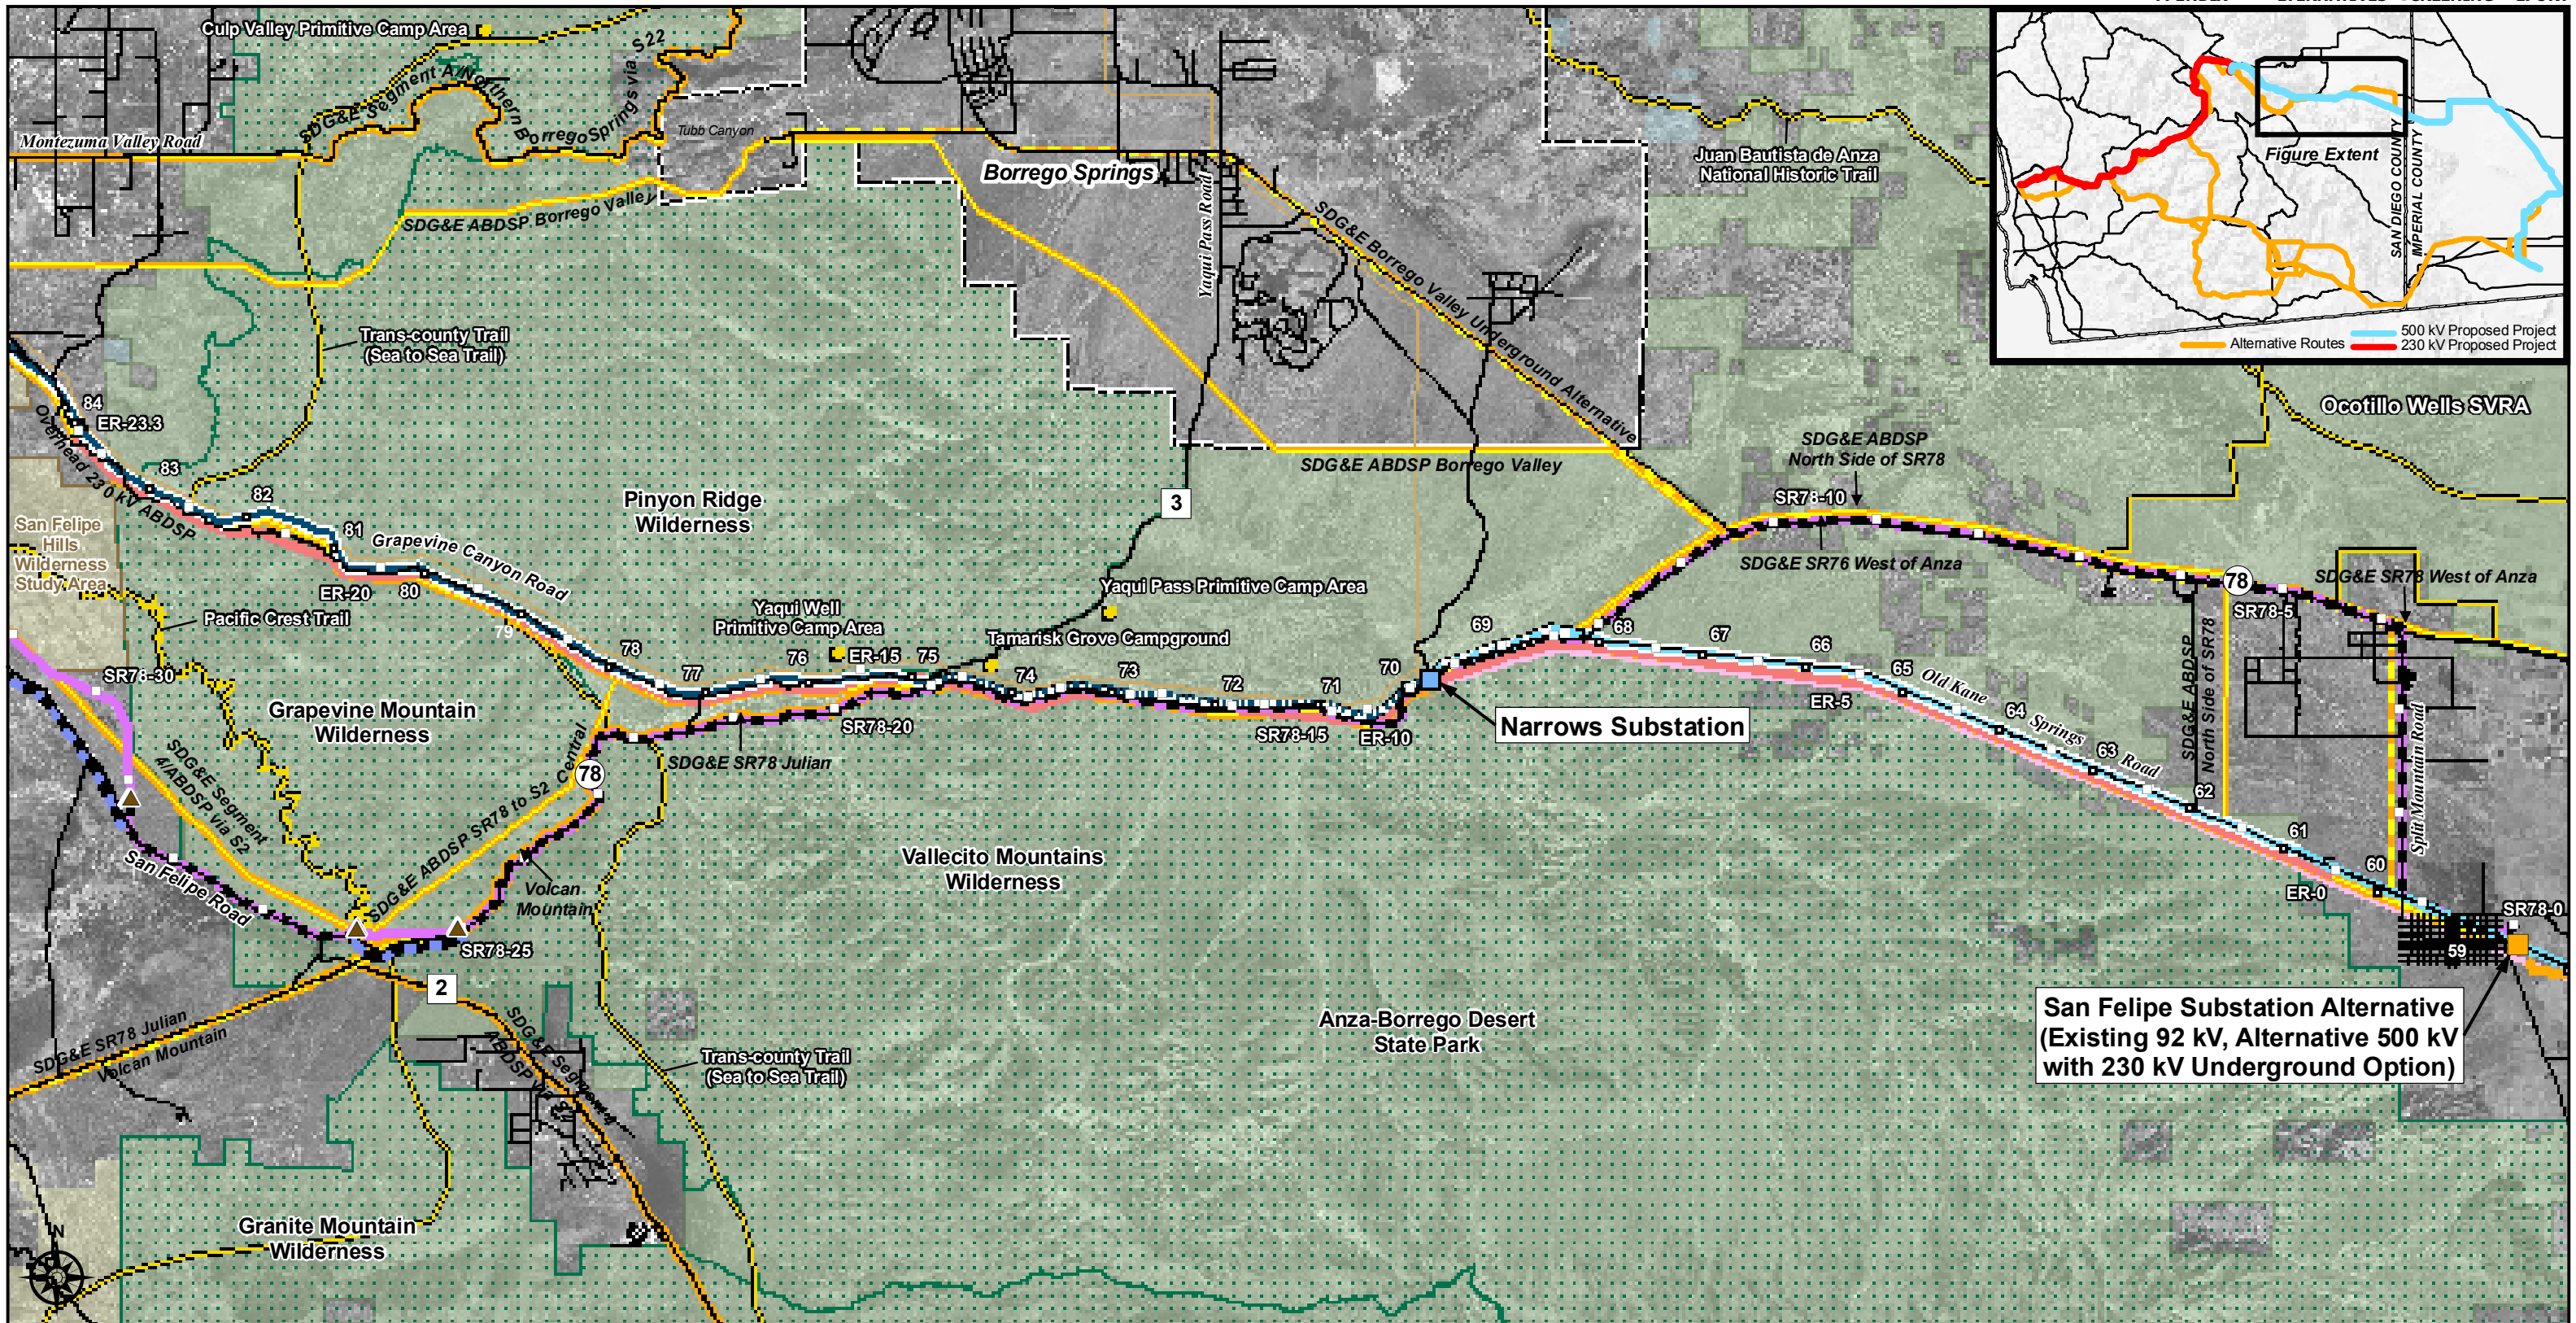 Culp Valley Primitive Camp Area
SDG&E Segment A/Northern Borrego Springs via S22
Montezuma Valley Road
Tubb Canyon
Borrego Springs
SDG&E ABDSP Borrego Valley
Yaqui Pass Road
SDG&E Borrego Valley Underground Alternative
Juan Bautista de Anza
National Historic Trail
Figure Extent
SAN DIEGO COUNTY
IMPERIAL COUNTY
500 kV Proposed Project
Alternative Routes
230 kV Proposed Project
Trans-county Trail
(Sea to Sea Trail)
84
ER-23.3
Overhead 230 kV ABDSP
83
82
81
Grapevine Canyon Road
ER-20
80
79
78
77
76
ER-15
75
74
73
72
71
70
69
68
67
66
65
64
63
62
61
60
59
San Felipe
Hills
Wilderness
Study Area
Pinyon Ridge
Wilderness
3
SDG&E ABDSP Borrego Valley
SDG&E ABDSP
North Side of SR78
SR78-10
SDG&E SR76 West of Anza
Ocotillo Wells SVRA
78
SR78-5
SDG&E SR78 West of Anza
Pacific Crest Trail
Yaqui Well
Primitive Camp Area
Yaqui Pass Primitive Camp Area
Tamarisk Grove Campground
SR78-30
Grapevine Mountain
Wilderness
SR78-20
SDG&E SR78 Julian
SR78-15
ER-10
Narrows Substation
ER-5
Old Kane Springs Road
SDG&E ABDSP
North Side of SR78
Split Mountain Road
ER-0
SR78-0
SDG&E Segment
4/ABDSP via S2
SDG&E ABDSP SR78 to S2 Central
78
San Felipe Road
Volcan
Mountain
SR78-25
2
Vallecito Mountains
Wilderness
SDG&E SR78 Julian
Volcan Mountain
SDG&E Segment 4
ABDSP via S2
Trans-county Trail
(Sea to Sea Trail)
Anza-Borrego Desert
State Park
San Felipe Substation Alternative
(Existing 92 kV, Alternative 500 kV
with 230 kV Underground Option)
Granite Mountain
Wilderness
N